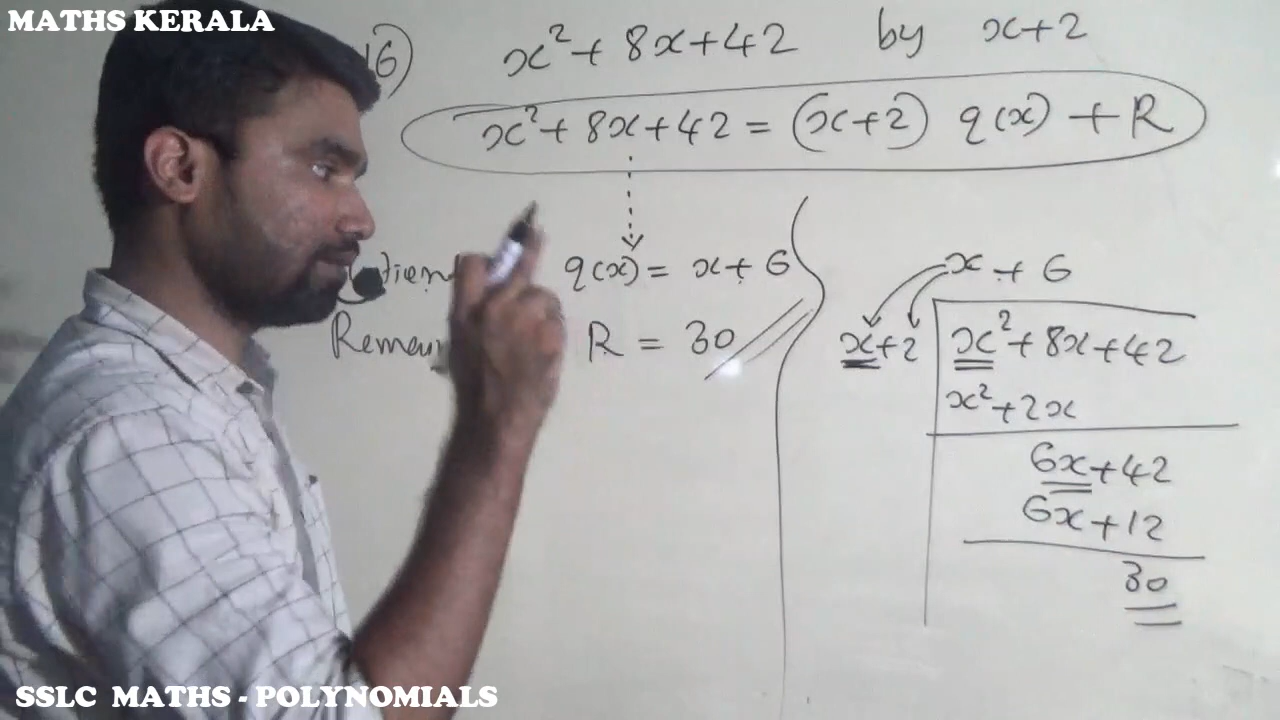 MATHS KERALA
16) x² + 8x + 42 by x + 2
x² + 8x + 42 = (x+2) q(x) + R
q(x) = x + 6
R = 30
x + 6
x + 2 x² + 8x + 42
x² + 2x
6x + 42
6x + 12
30
SSLC MATHS - POLYNOMIALS